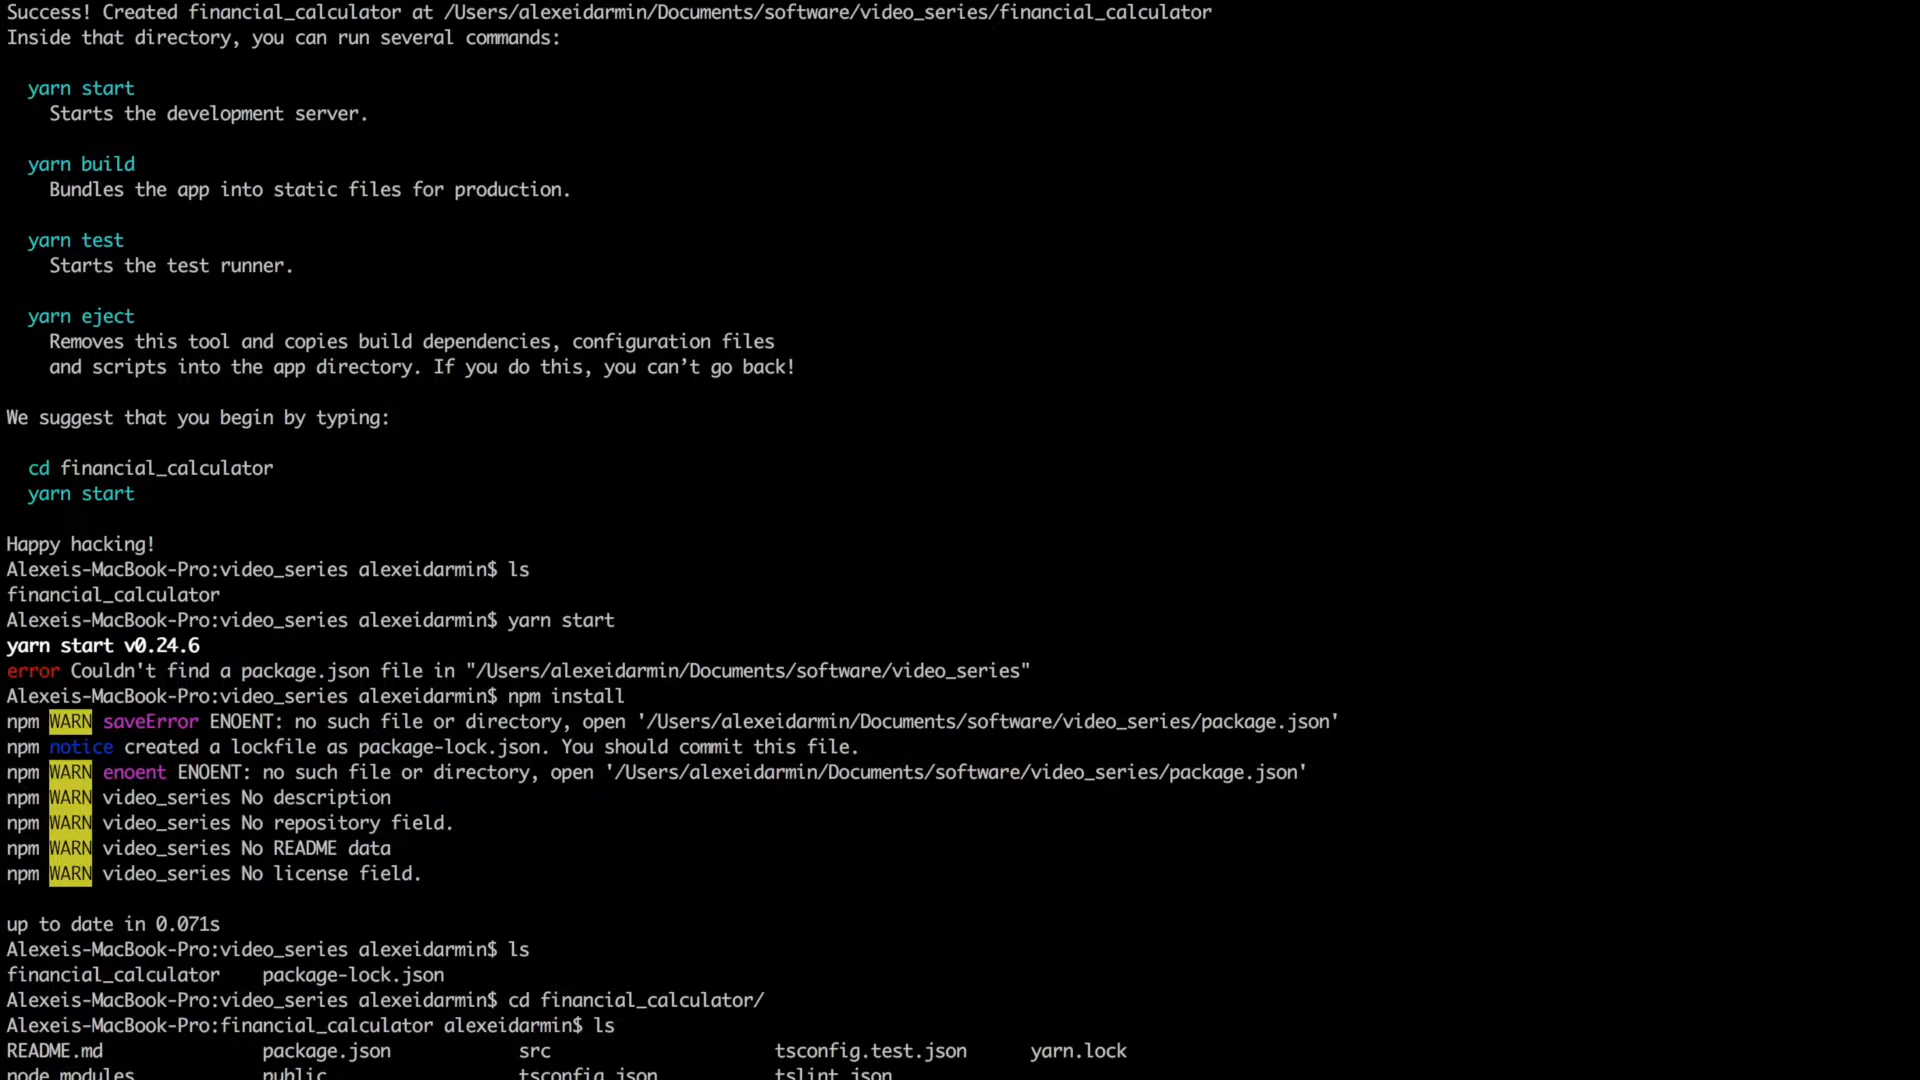 Success! Created financial_calculator at /Users/alexeidarmin/Documents/software/video_series/financial_calculator
Inside that directory, you can run several commands:
yarn start
Starts the development server.
yarn build
Bundles the app into static files for production.
yarn test
Starts the test runner.
yarn eject
Removes this tool and copies build dependencies, configuration files
and scripts into the app directory. If you do this, you can’t go back!
We suggest that you begin by typing:
cd financial_calculator
yarn start
Happy hacking!
Alexeis-MacBook-Pro:video_series alexeidarmin$ ls
financial_calculator
Alexeis-MacBook-Pro:video_series alexeidarmin$ yarn start
yarn start v0.24.6
error Couldn't find a package.json file in "/Users/alexeidarmin/Documents/software/video_series"
Alexeis-MacBook-Pro:video_series alexeidarmin$ npm install
npm WARN saveError ENOENT: no such file or directory, open '/Users/alexeidarmin/Documents/software/video_series/package.json'
npm notice created a lockfile as package-lock.json. You should commit this file.
npm WARN enoent ENOENT: no such file or directory, open '/Users/alexeidarmin/Documents/software/video_series/package.json'
npm WARN video_series No description
npm WARN video_series No repository field.
npm WARN video_series No README data
npm WARN video_series No license field.
up to date in 0.071s
Alexeis-MacBook-Pro:video_series alexeidarmin$ ls
financial_calculator package-lock.json
Alexeis-MacBook-Pro:video_series alexeidarmin$ cd financial_calculator/
Alexeis-MacBook-Pro:financial_calculator alexeidarmin$ ls
README.md package.json src tsconfig.test.json yarn.lock
node_modules public tsconfig.json tslint.json